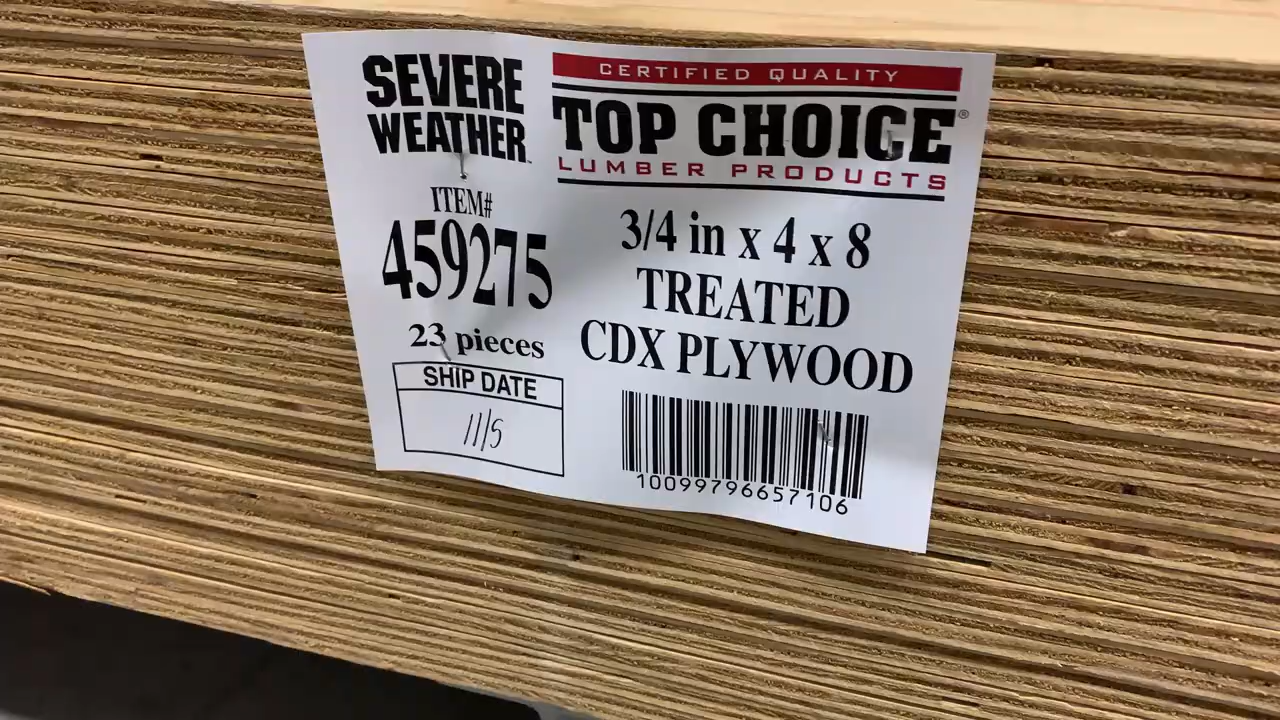 SEVERE
WEATHER™
ITEM#
459275
23 pieces
SHIP DATE
11/5
CERTIFIED QUALITY
TOP CHOICE®
LUMBER PRODUCTS
3/4 in x 4 x 8
TREATED
CDX PLYWOOD
10099796657106